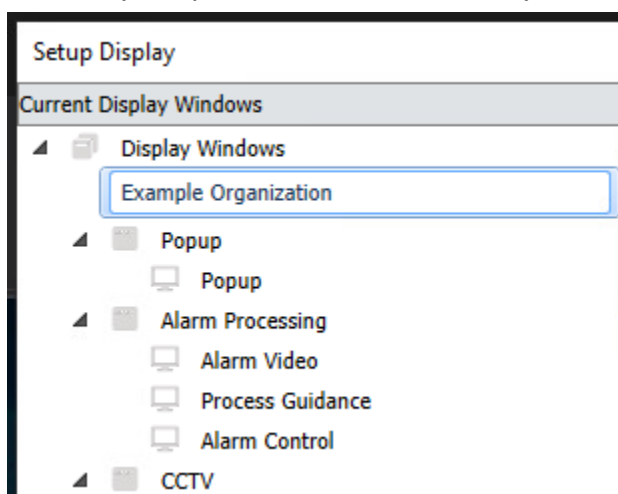 Setup Display
Current Display Windows
Display Windows
Example Organization
Popup
Popup
Alarm Processing
Alarm Video
Process Guidance
Alarm Control
CCTV